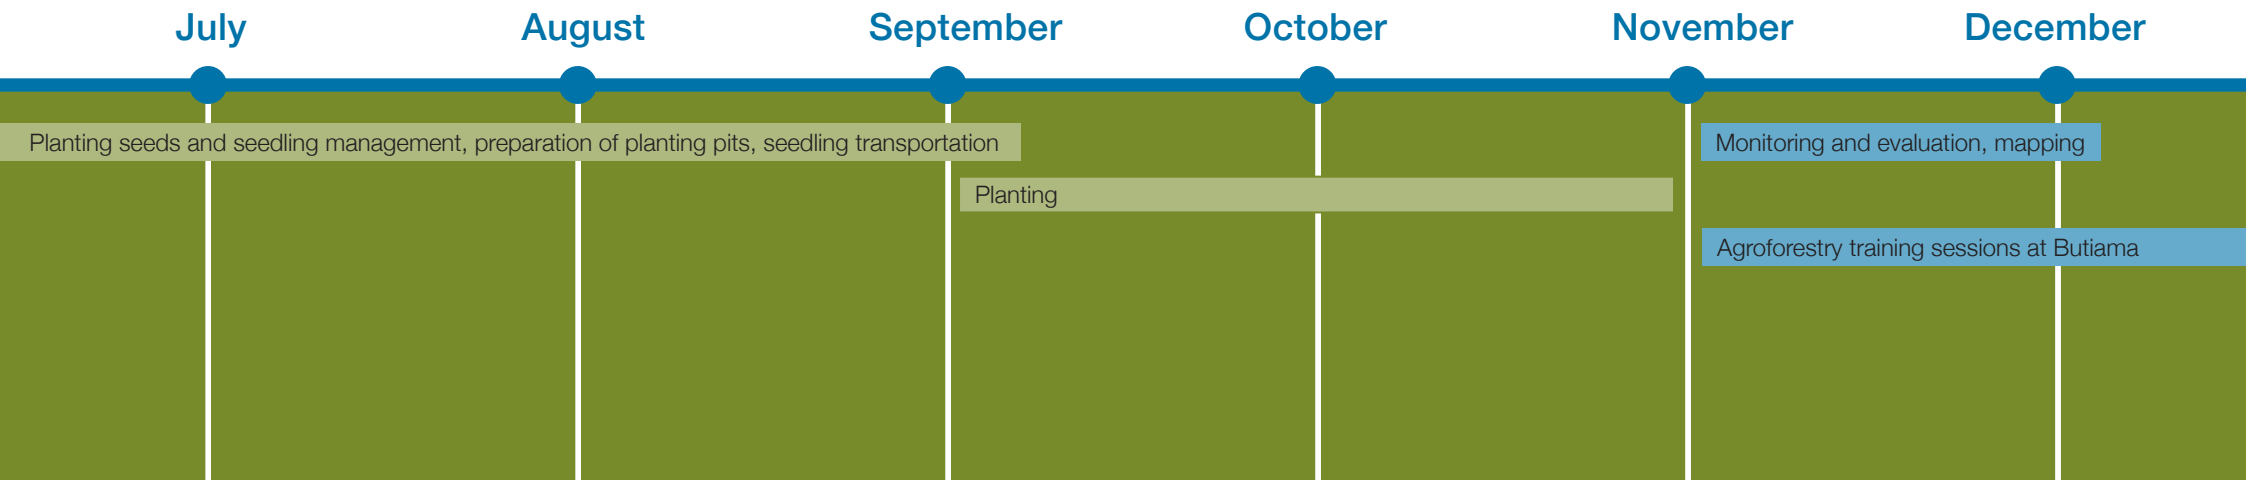 July
August
September
October
November
December
Planting seeds and seedling management, preparation of planting pits, seedling transportation
Monitoring and evaluation, mapping
Planting
Agroforestry training sessions at Butiama